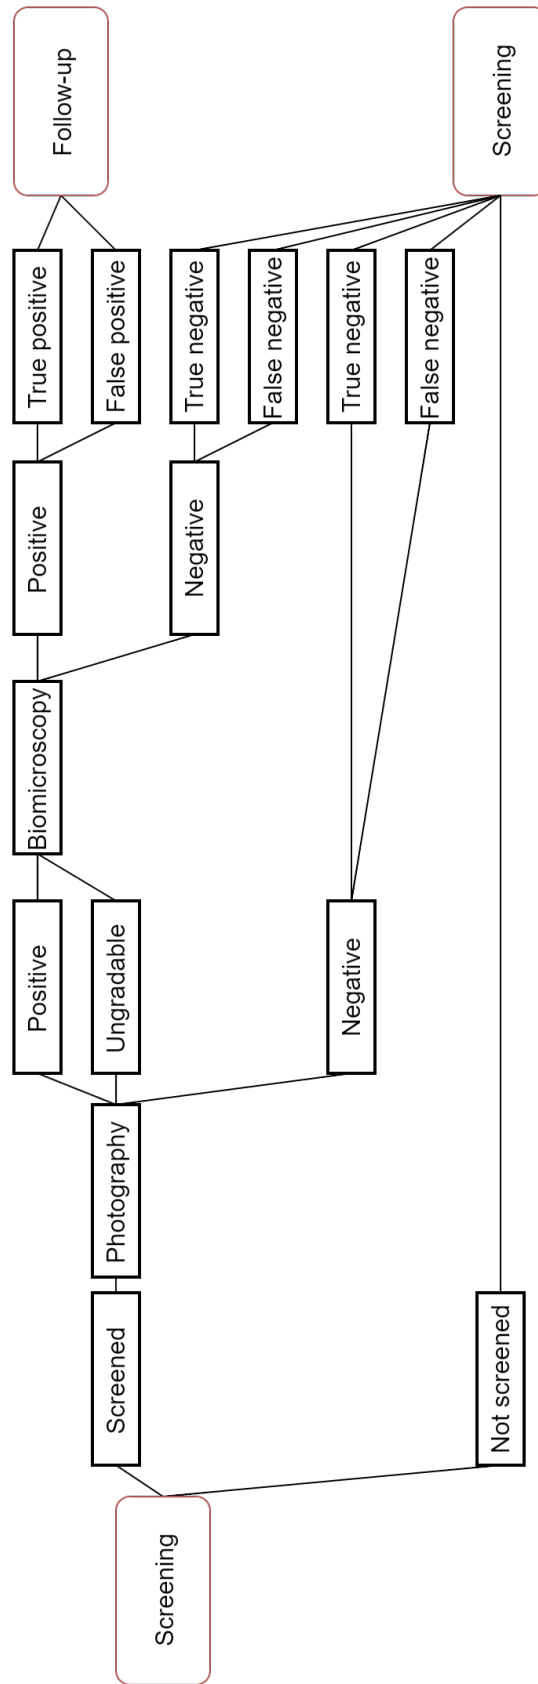 Screening
Screened
Not screened
Photography
Positive
Ungradable
Negative
Biomicroscopy
Positive
Negative
True positive
False positive
True negative
False negative
True negative
False negative
Follow-up
Screening